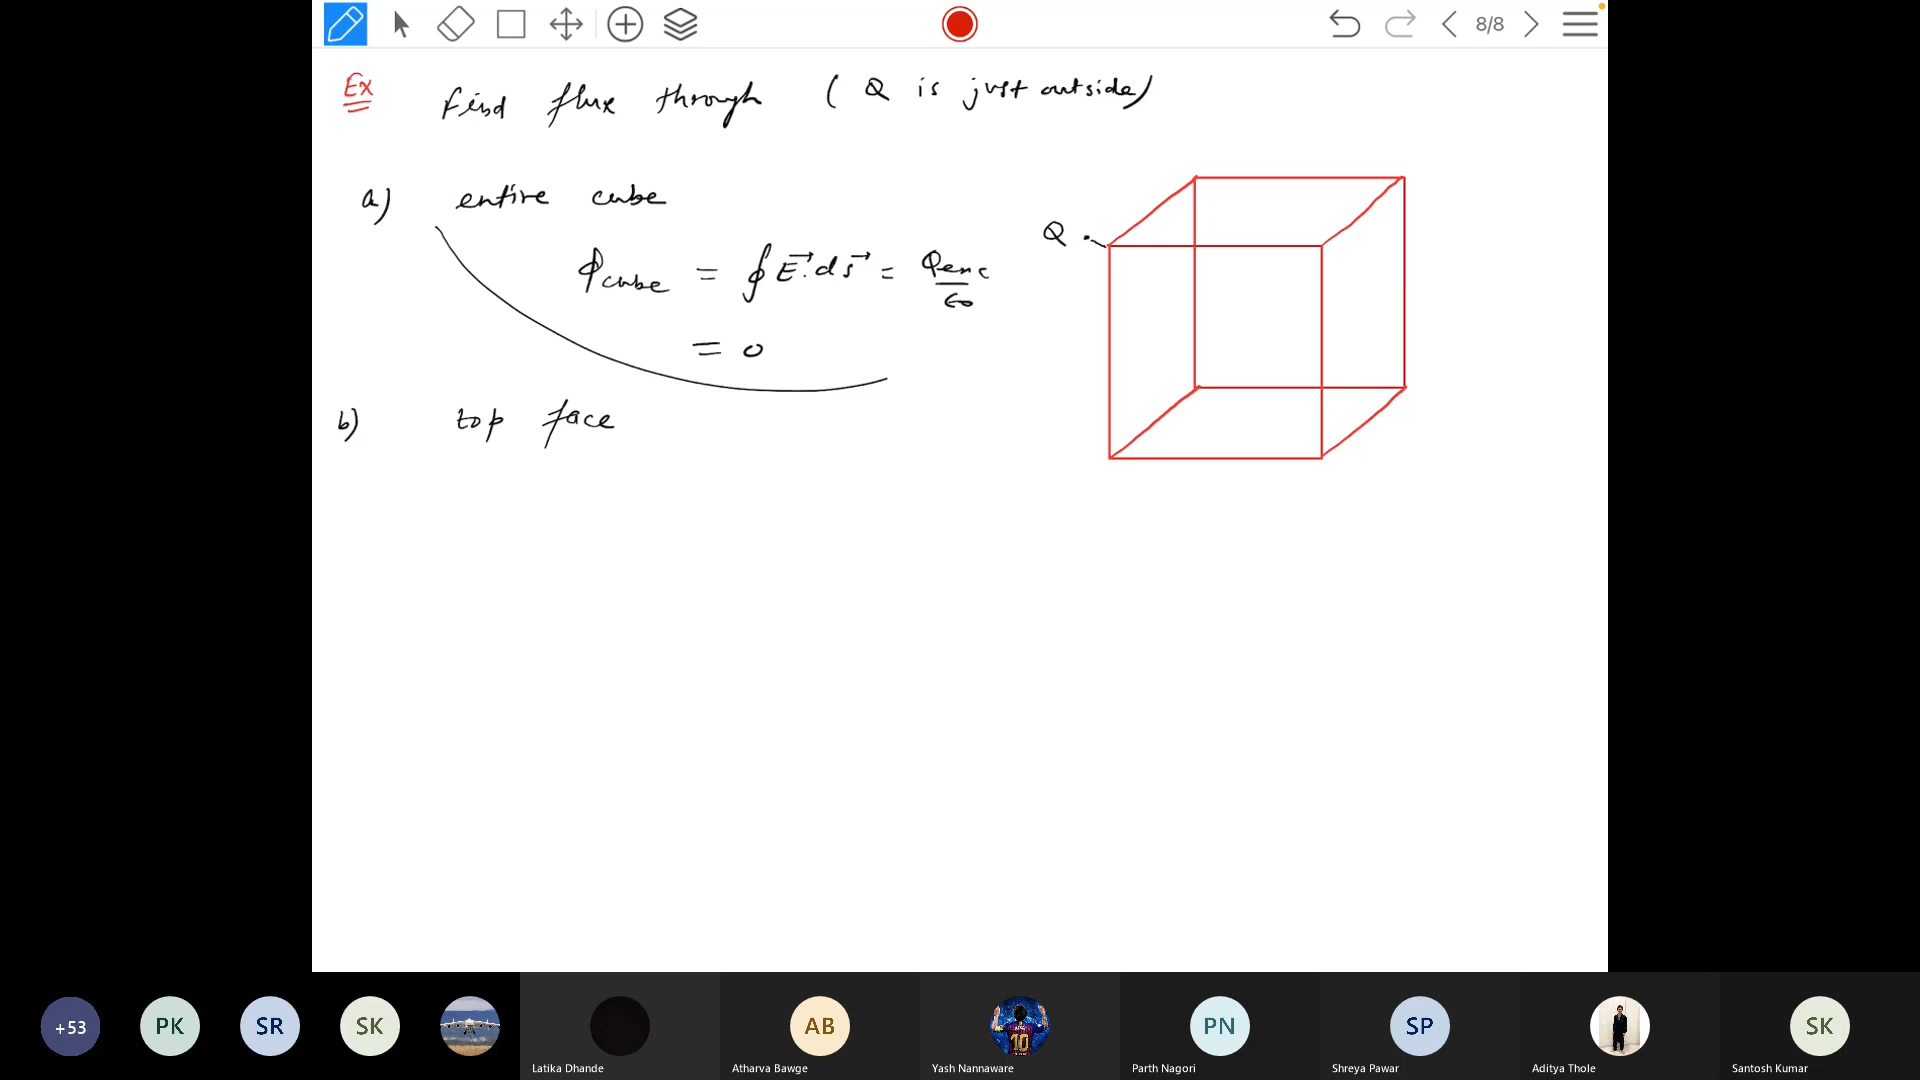 8/8
Ex Find flux through ( Q is just outside)
a) entire cube
Q
ϕcube = ∮ E⃗.ds⃗ = Qenc/ϵ0
= 0
b) top face
+53 PK SR SK AB 10 PN SP SK
Latika Dhande Atharva Bawge Yash Nannaware Parth Nagori Shreya Pawar Aditya Thole Santosh Kumar